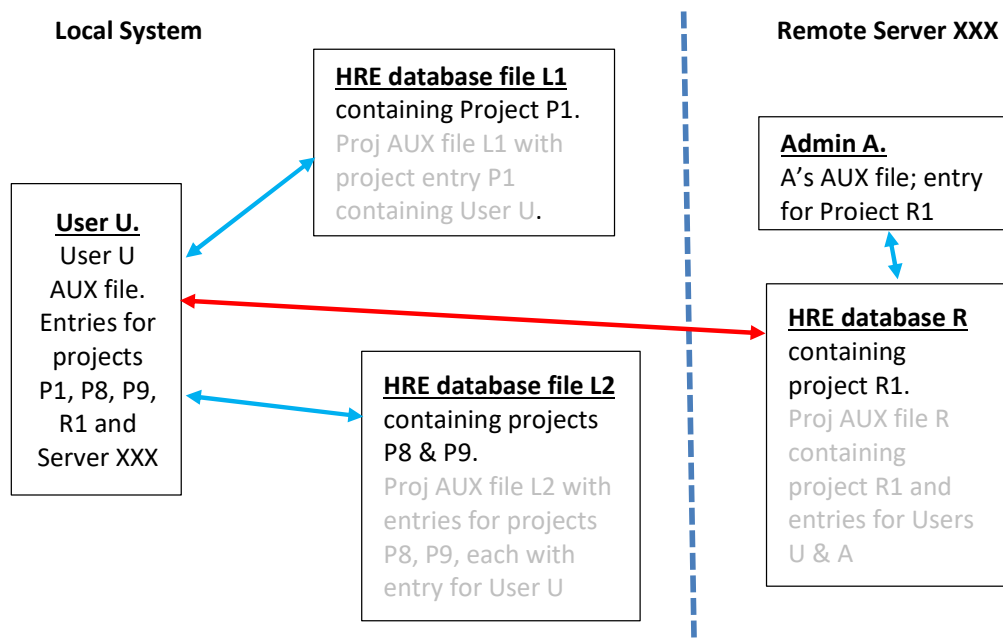 Local System
Remote Server XXX
HRE database file L1
containing Project P1.
Proj AUX file L1 with
project entry P1
containing User U.
Admin A.
A's AUX file; entry
for Project R1
User U.
User U
AUX file.
Entries for
projects
P1, P8, P9,
R1 and
Server XXX
HRE database R
containing
project R1.
Proj AUX file R
containing
project R1 and
entries for Users
U & A
HRE database file L2
containing projects
P8 & P9.
Proj AUX file L2 with
entries for projects
P8, P9, each with
entry for User U